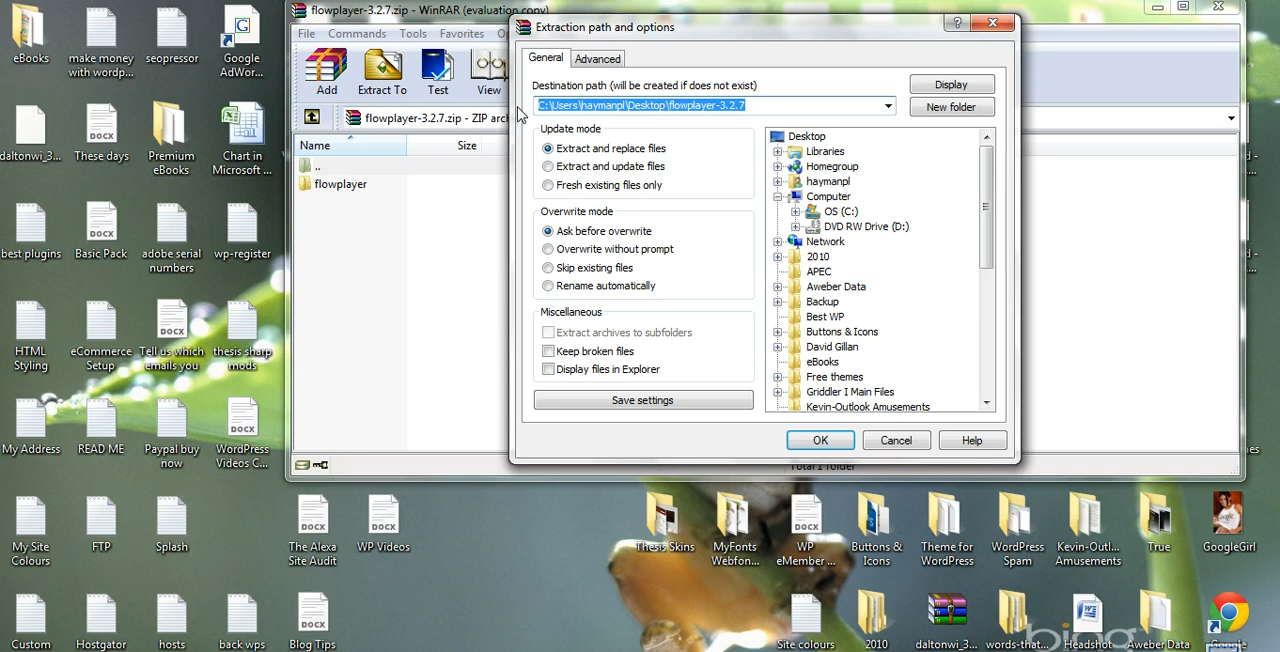 flowplayer-3.2.7.zip - WinRAR (evaluation copy)
File Commands Tools Favorites
Add Extract To Test View
flowplayer-3.2.7.zip - ZIP arc
Name Size
..
flowplayer
Total 1 folder
Extraction path and options
General Advanced
Destination path (will be created if does not exist)
C:\Users\haymanpl\Desktop\flowplayer-3.2.7
Display
New folder
Update mode
Extract and replace files
Extract and update files
Fresh existing files only
Overwrite mode
Ask before overwrite
Overwrite without prompt
Skip existing files
Rename automatically
Miscellaneous
Extract archives to subfolders
Keep broken files
Display files in Explorer
Save settings
Desktop
Libraries
Homegroup
haymanpl
Computer
OS (C:)
DVD RW Drive (D:)
Network
2010
APEC
Aweber Data
Backup
Best WP
Buttons & Icons
David Gillan
eBooks
Free themes
Griddler I Main Files
Kevin-Outlook Amusements
OK Cancel Help
eBooks
make money
with wordp...
seopressor
Google
AdWor...
daltonwi_3...
These days
Premium
eBooks
Chart in
Microsoft ...
best plugins
Basic Pack
adobe serial
numbers
wp-register
HTML
Styling
eCommerce
Setup
Tell us which
emails you
thesis sharp
mods
My Address
READ ME
Paypal buy
now
WordPress
Videos C...
My Site
Colours
FTP
Splash
The Alexa
Site Audit
WP Videos
Thesis Skins
MyFonts
Webfon...
WP
eMember ...
Buttons &
Icons
Theme for
WordPress
WordPress
Spam
Kevin-Outl...
Amusements
True
GoogleGirl
Custom
Hostgator
hosts
back wps
Blog Tips
Site colours
2010
daltonwi_3...
words-that...
Headshot
Aweber Data
Google
bing